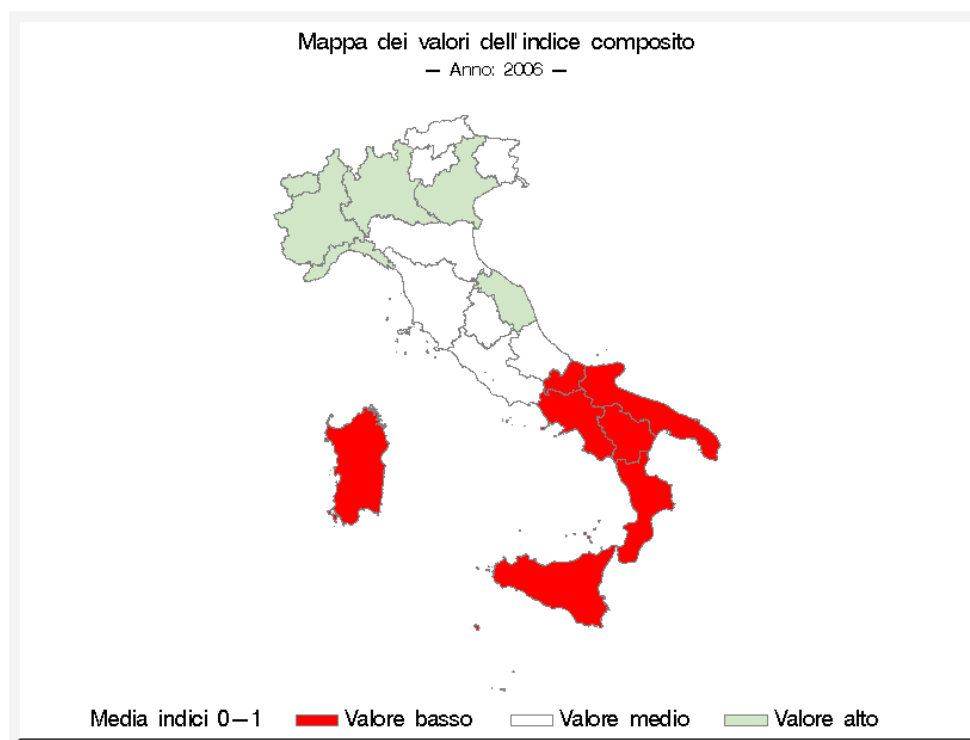 Mappa dei valori dell'indice composito
— Anno: 2006 —
Media indici 0—1 Valore basso Valore medio Valore alto